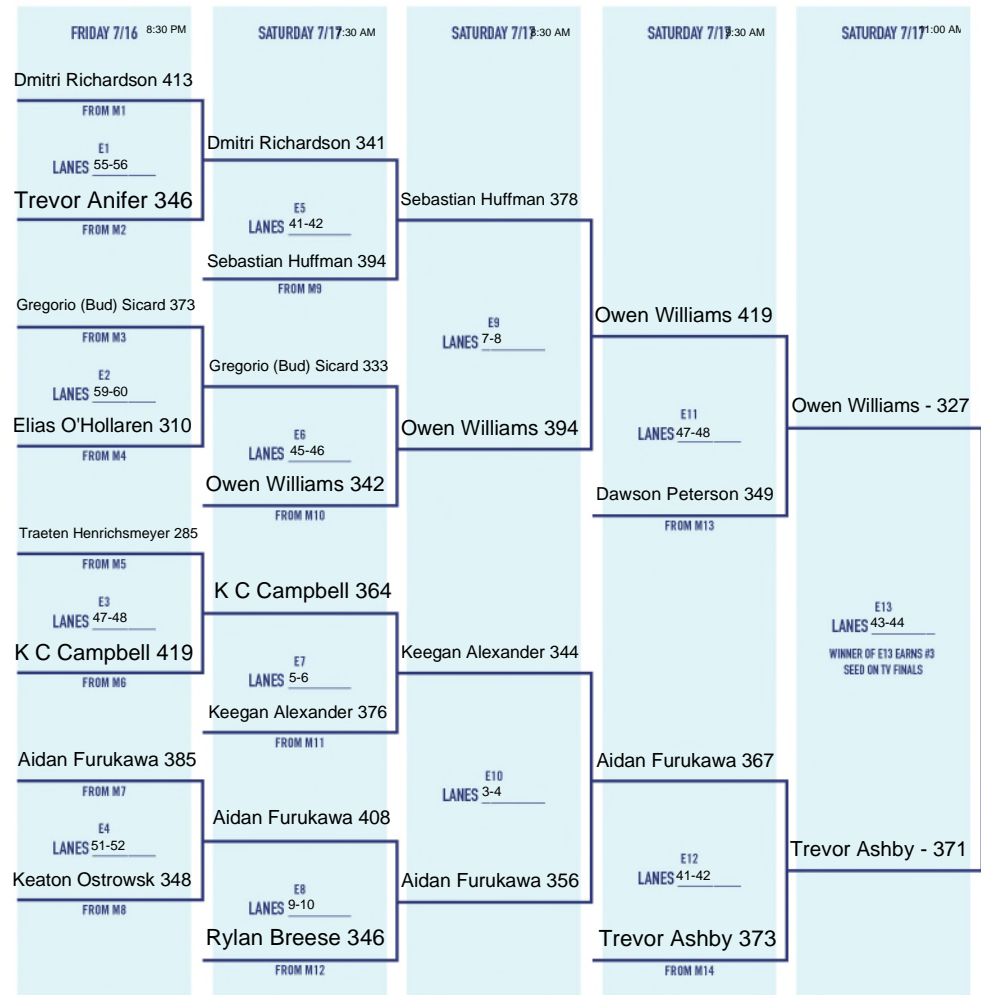 FRIDAY 7/16 8:30 PM
Dmitri Richardson 413
FROM M1
E1
LANES 55-56
Trevor Anifer 346
FROM M2
Gregorio (Bud) Sicard 373
FROM M3
E2
LANES 59-60
Elias O'Hollaren 310
FROM M4
Traeten Henrichsmeyer 285
FROM M5
E3
LANES 47-48
K C Campbell 419
FROM M6
Aidan Furukawa 385
FROM M7
E4
LANES 51-52
Keaton Ostrowsk 348
FROM M8
SATURDAY 7/17 7:30 AM
Dmitri Richardson 341
E5
LANES 41-42
Sebastian Huffman 394
FROM M9
Gregorio (Bud) Sicard 333
E6
LANES 45-46
Owen Williams 342
FROM M10
K C Campbell 364
E7
LANES 5-6
Keegan Alexander 376
FROM M11
Aidan Furukawa 408
E8
LANES 9-10
Rylan Breese 346
FROM M12
SATURDAY 7/17 8:30 AM
Sebastian Huffman 378
E9
LANES 7-8
Owen Williams 394
Keegan Alexander 344
E10
LANES 3-4
Aidan Furukawa 356
SATURDAY 7/17 9:30 AM
Owen Williams 419
E11
LANES 47-48
Dawson Peterson 349
FROM M13
Aidan Furukawa 367
E12
LANES 41-42
Trevor Ashby 373
FROM M14
SATURDAY 7/17 11:00 AM
Owen Williams - 327
E13
LANES 43-44
WINNER OF E13 EARNS #3
SEED ON TV FINALS
Trevor Ashby - 371